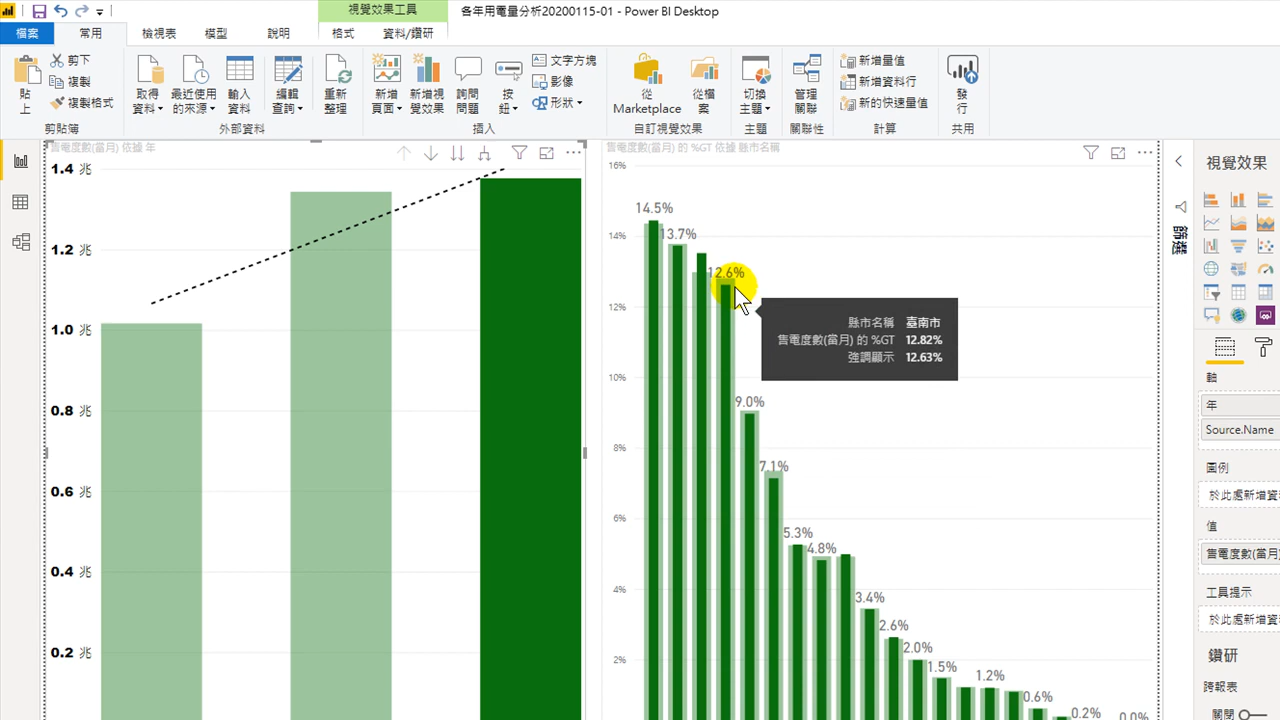 視覺效果工具
各年用電量分析20200115-01 - Power BI Desktop
檔案
常用
檢視表
模型
說明
格式
資料/鑽研
貼上
剪下
複製
複製格式
剪貼簿
取得資料
最近使用的來源
輸入資料
編輯查詢
重新整理
外部資料
新增頁面
新增視覺效果
詢問問題
按鈕
文字方塊
影像
形狀
插入
從 Marketplace
從檔案
自訂視覺效果
切換主題
主題
管理關聯
關聯性
新增量值
新增資料行
新的快速量值
計算
發行
共用
售電度數(當月) 依據 年
1.4 兆
1.2 兆
1.0 兆
0.8 兆
0.6 兆
0.4 兆
0.2 兆
售電度數(當月) 的 %GT 依據 縣市名稱
16%
14%
12%
10%
8%
6%
4%
2%
14.5%
13.7%
12.6%
9.0%
7.1%
5.3%
4.8%
3.4%
2.6%
2.0%
1.5%
1.2%
0.6%
0.2%
0.0%
縣市名稱 臺南市
售電度數(當月) 的 %GT 12.82%
強調顯示 12.63%
篩選
視覺效果
軸
年
Source.Name
圖例
於此處新增資
值
售電度數(當月)
工具提示
於此處新增資
鑽研
跨報表
關閉